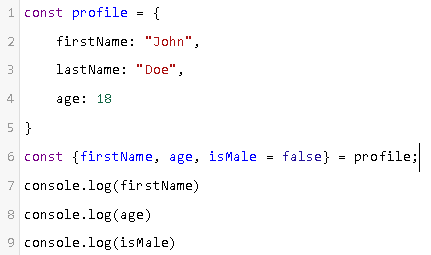 1 const profile = {
2     firstName: "John",
3     lastName: "Doe",
4     age: 18
5 }
6 const {firstName, age, isMale = false} = profile;
7 console.log(firstName)
8 console.log(age)
9 console.log(isMale)